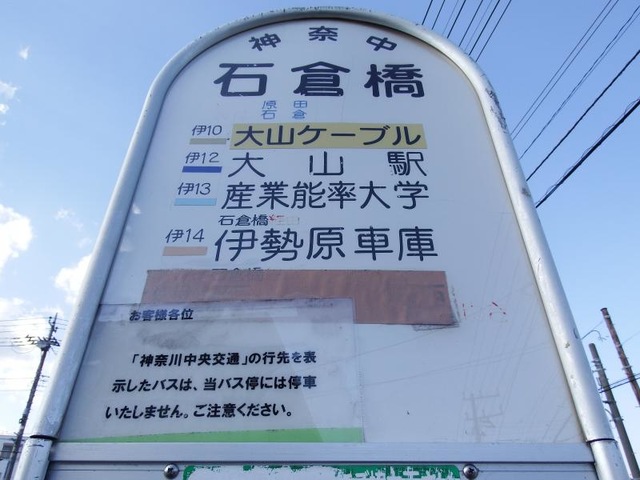 神奈中
石倉橋
原田
石倉
伊10 大山ケーブル
伊12 大山駅
伊13 産業能率大学
石倉橋
伊14 伊勢原車庫
お客様各位
「神奈川中央交通」の行先を表
示したバスは、当バス停には停車
いたしません。ご注意ください。